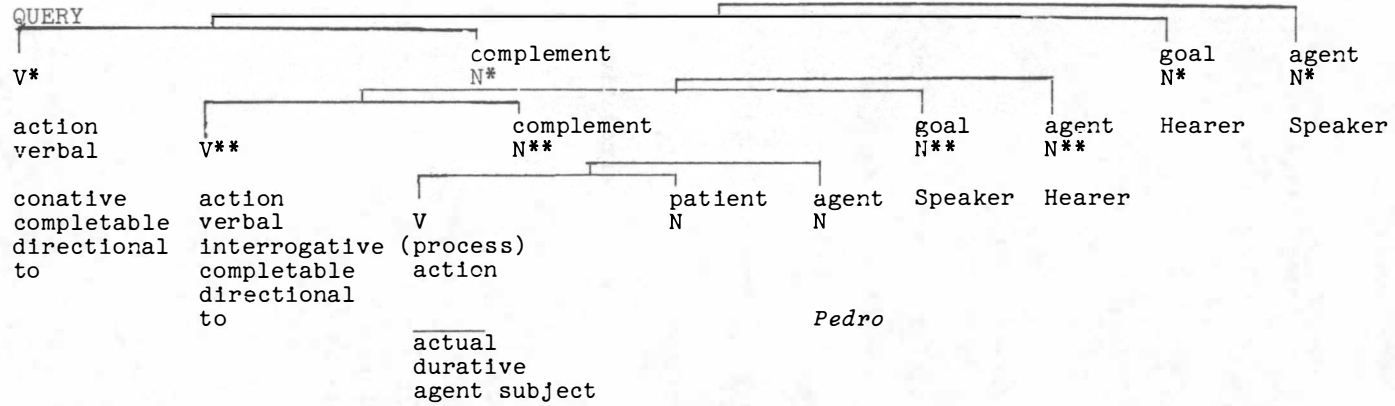 QUERY
complement goal agent
V* N* N* N*
action complement goal agent Hearer Speaker
verbal V** N** N** N**
conative action patient agent Speaker Hearer
completable verbal V N N
directional interrogative (process)
to completable action
directional
to Pedro
actual
durative
agent subject